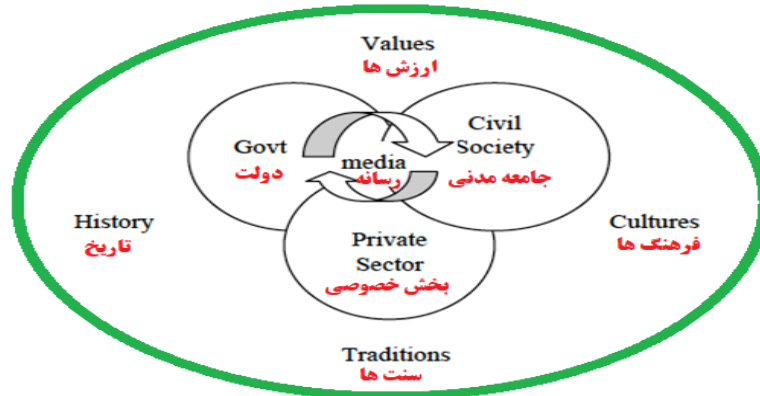 Values
ارزش ها
Govt
دولت
media
رسانه
Civil
Society
جامعه مدنی
History
تاریخ
Cultures
فرهنگ ها
Private
Sector
بخش خصوصی
Traditions
سنت ها